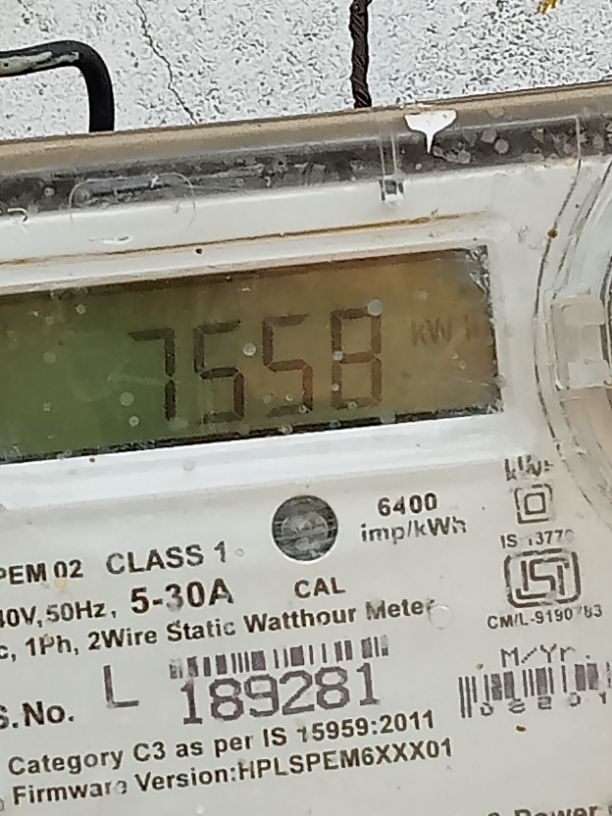 7558 kWh
6400
imp/kWh
PEM 02 CLASS 1
IS 13779
40V, 50Hz, 5-30A CAL
CM/L-9190783
c, 1Ph, 2Wire Static Watthour Meter
M/Yr.
S.No. L 189281
Category C3 as per IS 15959:2011
Firmware Version:HPLSPEM6XXX01